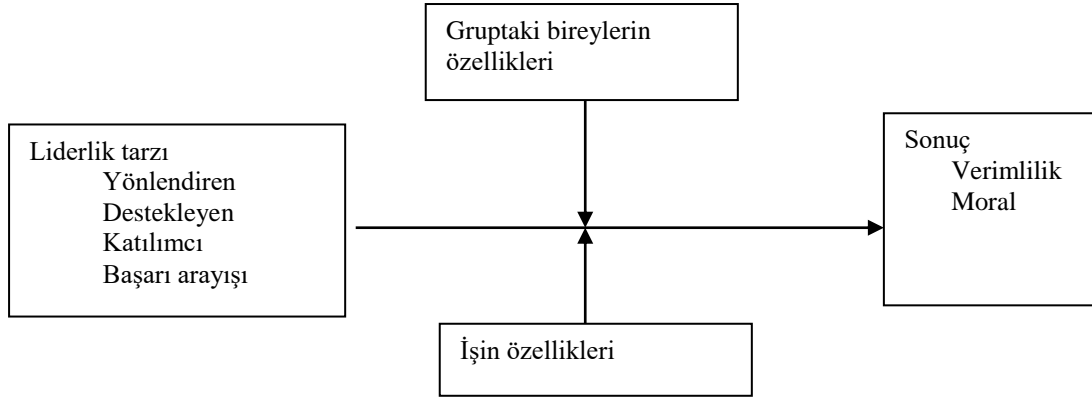 Gruptaki bireylerin
özellikleri
Liderlik tarzı
Yönlendiren
Destekleyen
Katılımcı
Başarı arayışı
Sonuç
Verimlilik
Moral
İşin özellikleri